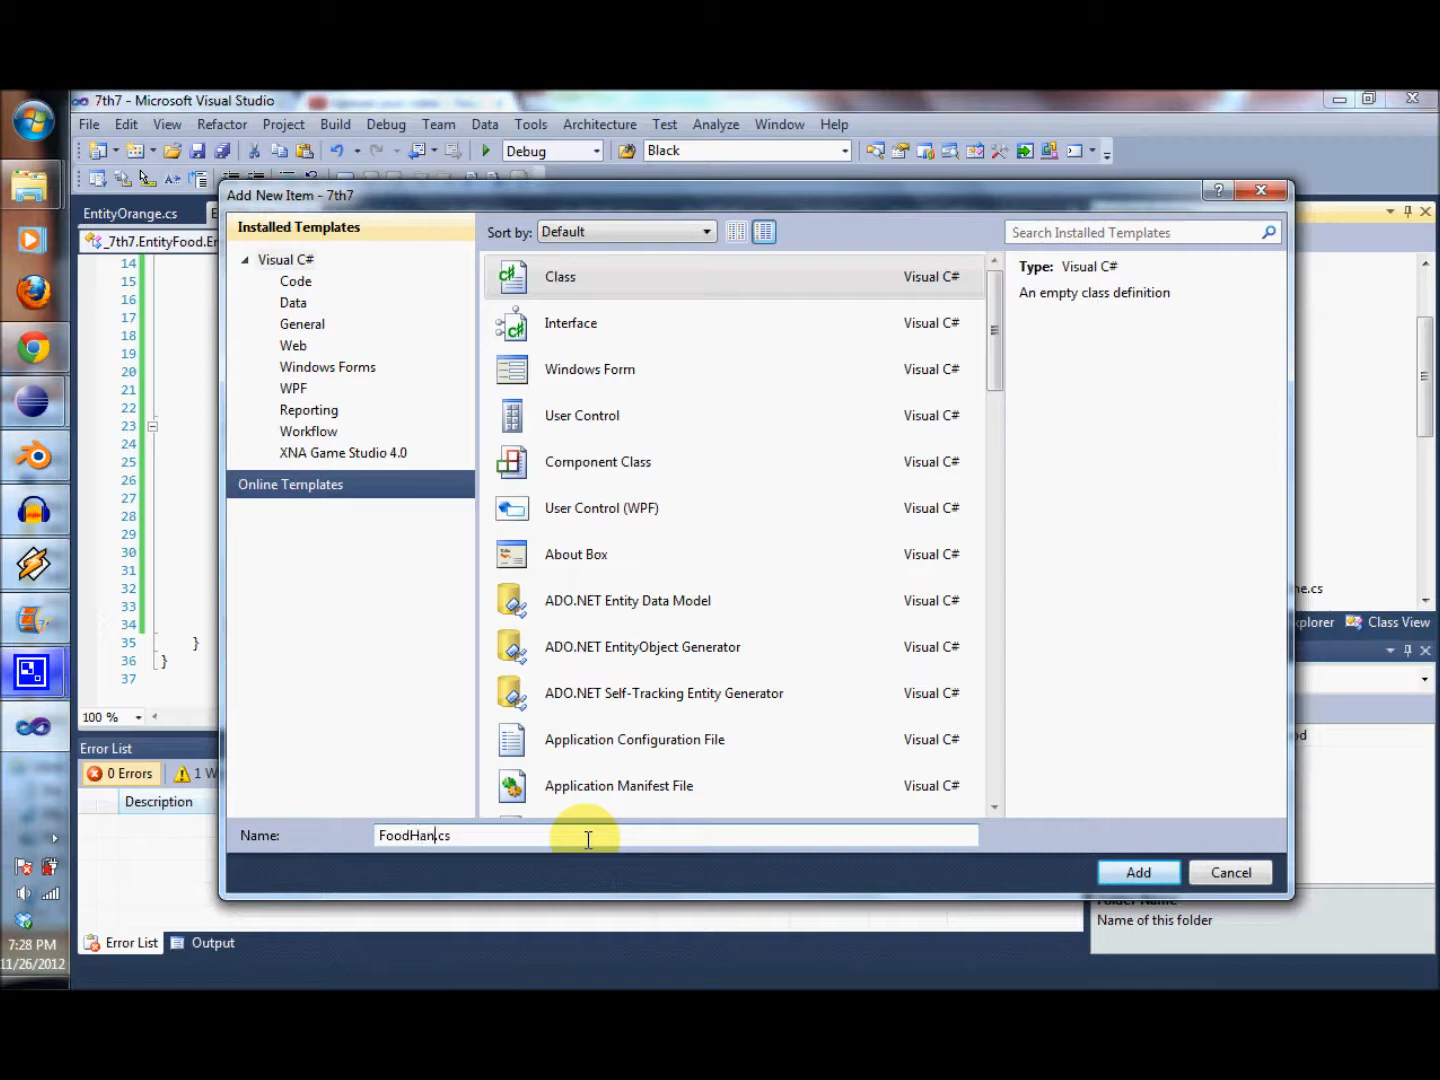 7th7 - Microsoft Visual Studio
File Edit View Refactor Project Build Debug Team Data Tools Architecture Test Analyze Window Help
Debug Black
Add New Item - 7th7
EntityOrange.cs
Installed Templates
Sort by: Default
Search Installed Templates
_7th7.EntityFood.En
Visual C#
Code
Data
General
Web
Windows Forms
WPF
Reporting
Workflow
XNA Game Studio 4.0
Online Templates
Class Visual C#
Interface Visual C#
Windows Form Visual C#
User Control Visual C#
Component Class Visual C#
User Control (WPF) Visual C#
About Box Visual C#
ADO.NET Entity Data Model Visual C#
ADO.NET EntityObject Generator Visual C#
ADO.NET Self-Tracking Entity Generator Visual C#
Application Configuration File Visual C#
Application Manifest File Visual C#
Type: Visual C#
An empty class definition
14
15
16
17
18
19
20
21
22
23
24
25
26
27
28
29
30
31
32
33
34
35 }
36 }
37
100 %
ne.cs
xplorer Class View
Error List
0 Errors 1 W
Description
od
Name: FoodHan.cs
Add Cancel
Folder Name
Name of this folder
Error List Output
7:28 PM
11/26/2012